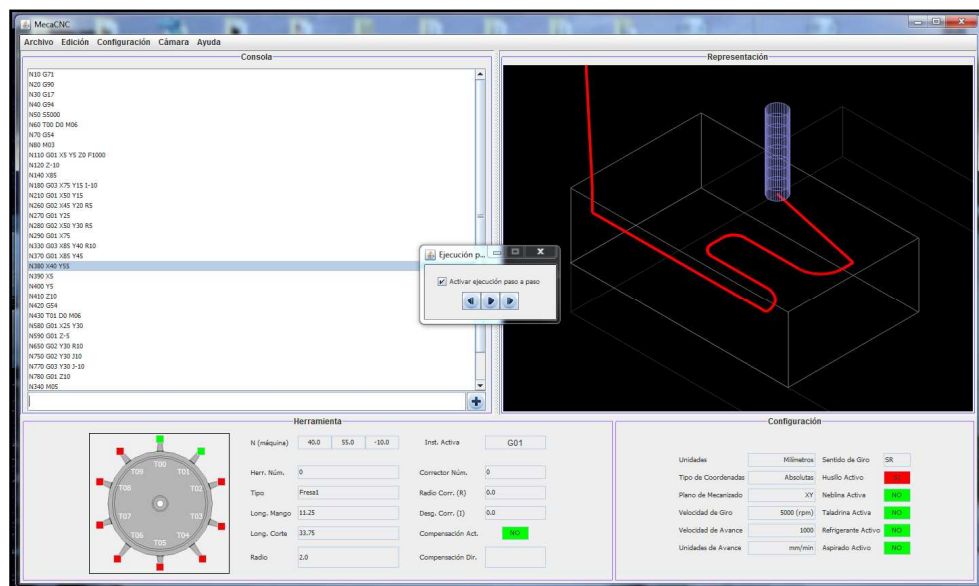 MecaCNC
Archivo Edición Configuración Cámara Ayuda
Consola
N10 G71
N20 G90
N30 G17
N40 G94
N50 S5000
N60 T00 D0 M06
N70 G54
N80 M03
N110 G01 X5 Y5 Z0 F1000
N120 Z-10
N140 X85
N180 G03 X75 Y15 I-10
N210 G01 X50 Y15
N260 G02 X45 Y20 R5
N270 G01 Y25
N280 G02 X50 Y30 R5
N290 G01 X75
N330 G03 X85 Y40 R10
N370 G01 X85 Y45
N380 X40 Y55
N390 X5
N400 Y5
N410 Z10
N420 G54
N430 T01 D0 M06
N580 G01 X25 Y30
N590 G01 Z-5
N650 G02 Y30 R10
N750 G02 Y30 J10
N770 G03 Y30 J-10
N780 G01 Z10
N340 M05
Representación
Ejecución p...
Activar ejecución paso a paso
Herramienta
T00
T01
T02
T03
T04
T05
T06
T07
T08
T09
N (máquina) 40.0 55.0 -10.0
Herr. Núm. 0
Tipo Fresa1
Long. Mango 11.25
Long. Corte 33.75
Radio 2.0
Inst. Activa G01
Corrector Núm. 0
Radio Corr. (R) 0.0
Desg. Corr. (I) 0.0
Compensación Act. NO
Compensación Dir.
Configuración
Unidades Milímetros
Tipo de Coordenadas Absolutas
Plano de Mecanizado XY
Velocidad de Giro 5000 (rpm)
Velocidad de Avance 1000
Unidades de Avance mm/min
Sentido de Giro SR
Husillo Activo
Neblina Activa NO
Taladrina Activa NO
Refrigerante Activo NO
Aspirado Activo NO